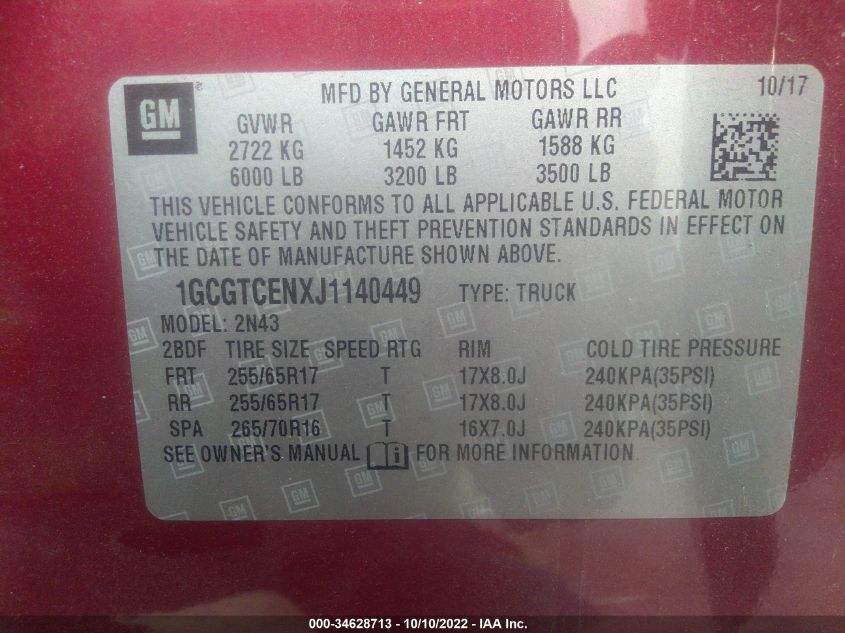 GM ® MFD BY GENERAL MOTORS LLC 10/17
GVWR GAWR FRT GAWR RR
2722 KG 1452 KG 1588 KG
6000 LB 3200 LB 3500 LB
THIS VEHICLE CONFORMS TO ALL APPLICABLE U.S. FEDERAL MOTOR
VEHICLE SAFETY AND THEFT PREVENTION STANDARDS IN EFFECT ON
THE DATE OF MANUFACTURE SHOWN ABOVE.
1GCGTCENXJ1140449 TYPE: TRUCK
MODEL: 2N43
2BDF TIRE SIZE SPEED RTG RIM COLD TIRE PRESSURE
FRT 255/65R17 T 17X8.0J 240KPA(35PSI)
RR 255/65R17 T 17X8.0J 240KPA(35PSI)
SPA 265/70R16 T 16X7.0J 240KPA(35PSI)
SEE OWNER'S MANUAL i FOR MORE INFORMATION.
000-34628713 - 10/10/2022 - IAA Inc.